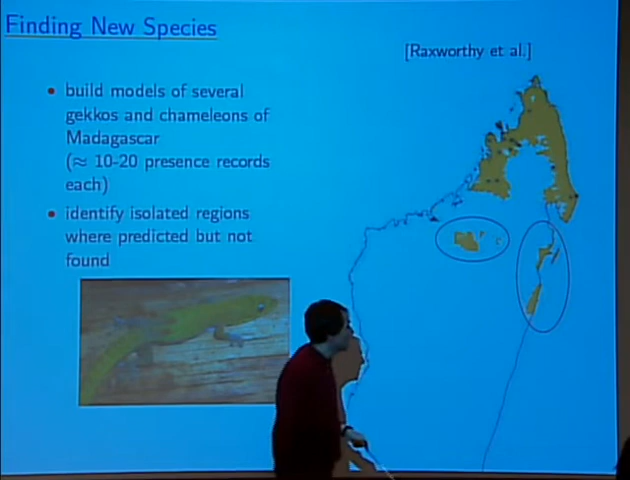 Finding New Species
[Raxworthy et al.]
• build models of several
gekkos and chameleons of
Madagascar
(≈ 10-20 presence records
each)
• identify isolated regions
where predicted but not
found